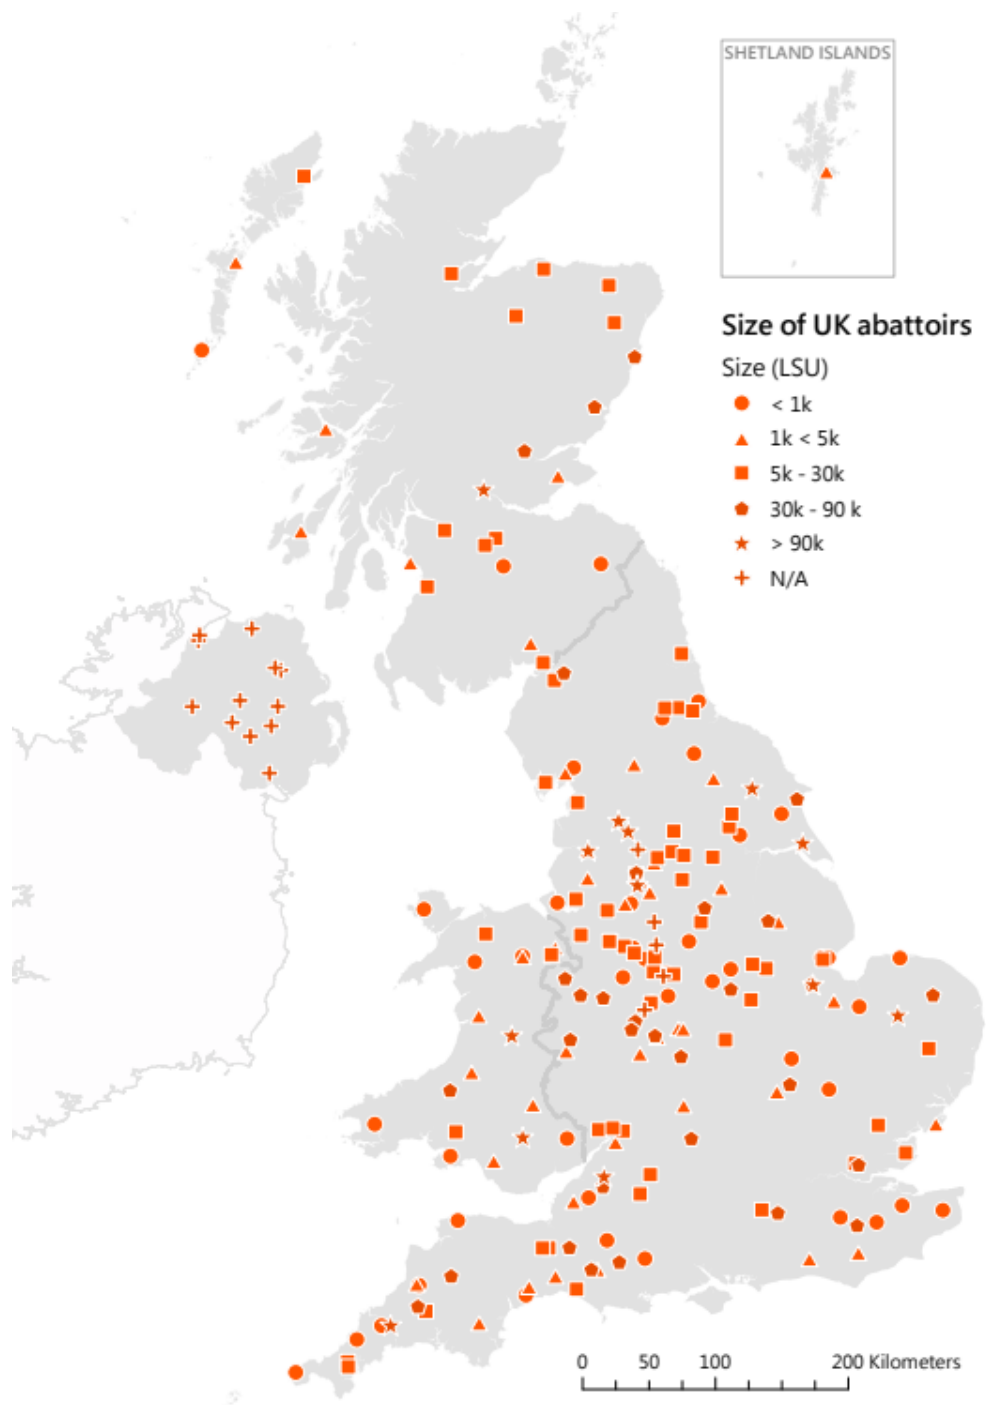 SHETLAND ISLANDS
Size of UK abattoirs
Size (LSU)
< 1k
1k < 5k
5k - 30k
30k - 90 k
> 90k
N/A
0 50 100 200 Kilometers